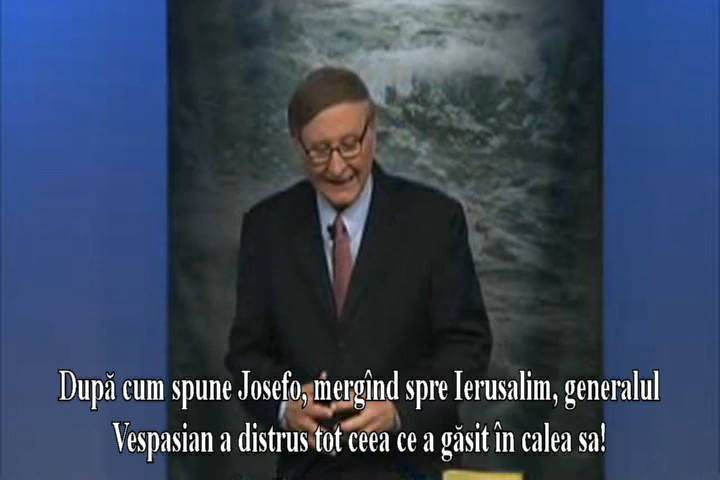 După cum spune Josefo, mergînd spre Ierusalim, generalul
Vespasian a distrus tot ceea ce a găsit în calea sa!